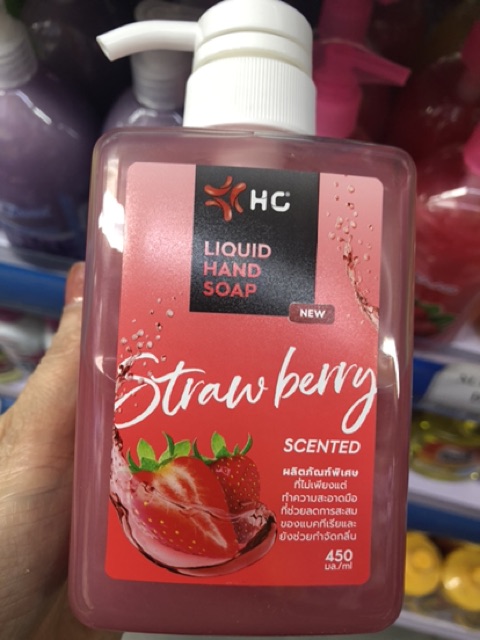 HG
LIQUID
HAND
SOAP
NEW
Strawberry
SCENTED
ผลิตภัณฑ์พิเศษ
ที่ไม่เพียงแต่
ทำความสะอาดมือ
ที่ช่วยลดการสะสม
ของแบคทีเรียและ
ยังช่วยกำจัดกลิ่น
450
มล./ml